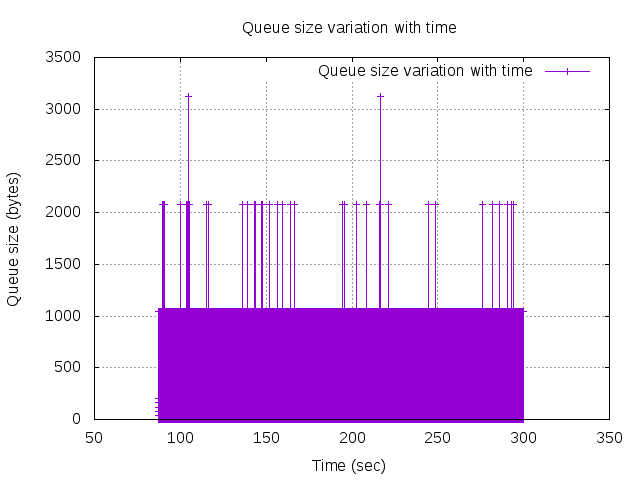 Queue size variation with time
Queue size variation with time
3500
3000
2500
2000
1500
1000
500
0
Queue size (bytes)
50 100 150 200 250 300 350
Time (sec)